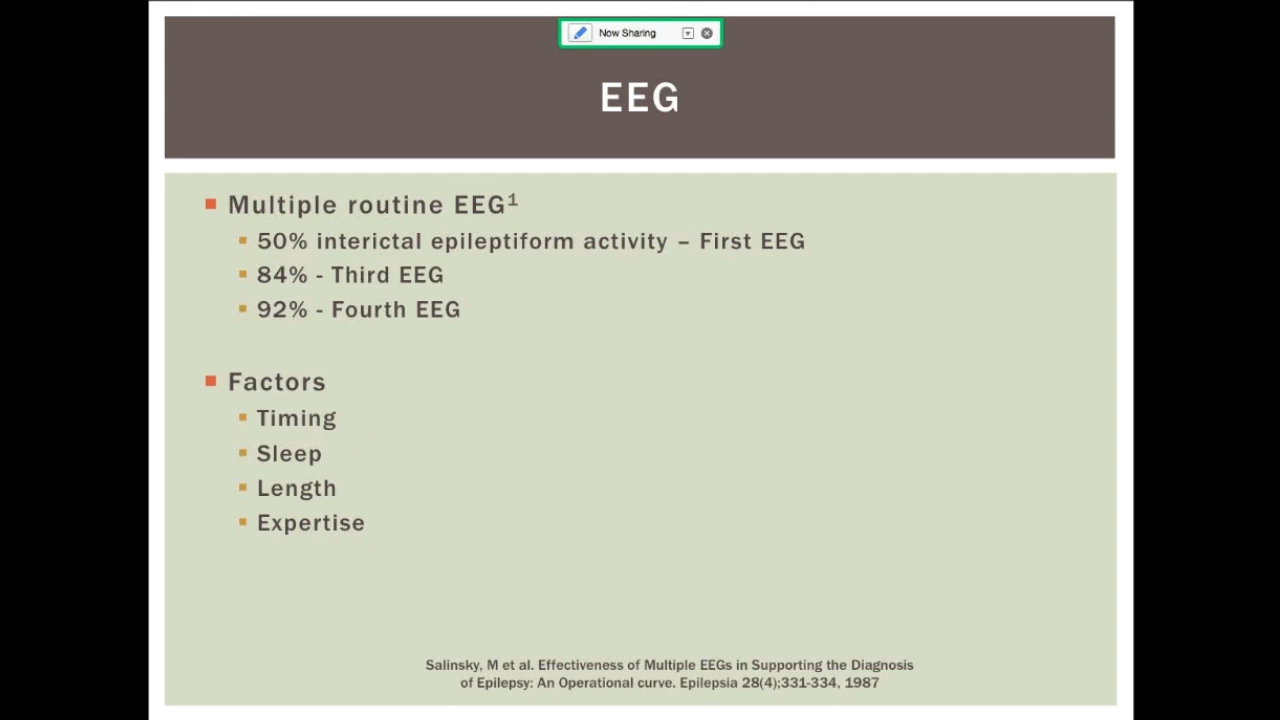 Now Sharing
EEG
Multiple routine EEG¹
50% interictal epileptiform activity – First EEG
84% - Third EEG
92% - Fourth EEG
Factors
Timing
Sleep
Length
Expertise
Salinsky, M et al. Effectiveness of Multiple EEGs in Supporting the Diagnosis
of Epilepsy: An Operational curve. Epilepsia 28(4);331-334, 1987